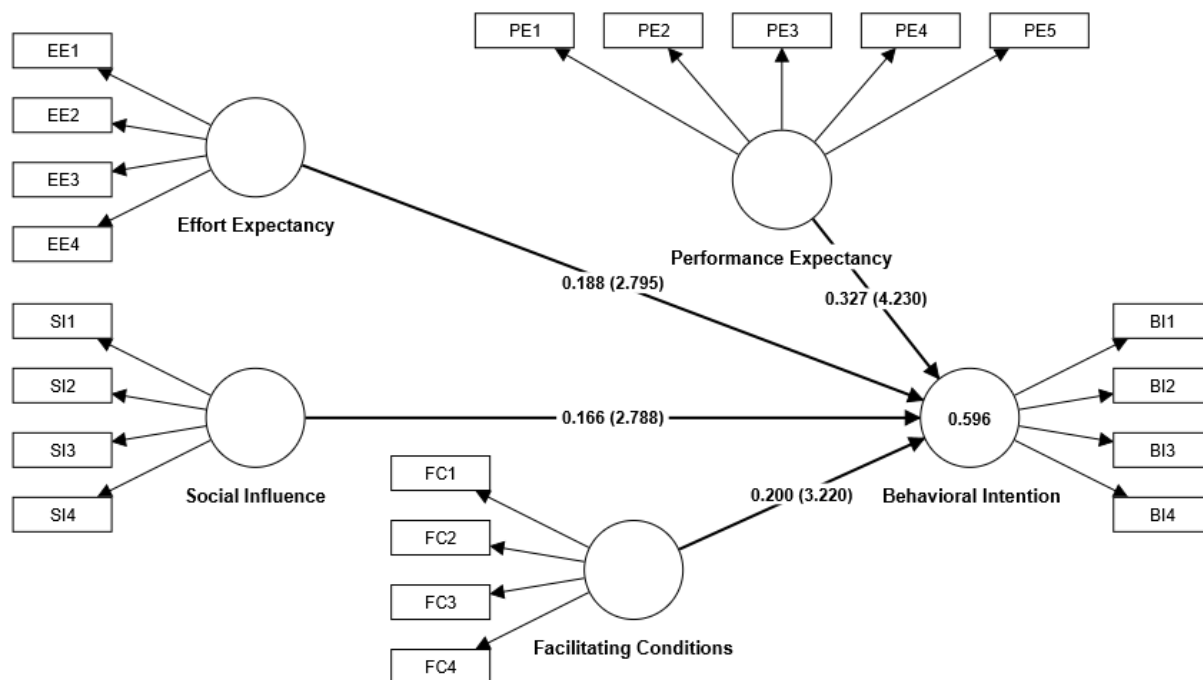 PE1
PE2
PE3
PE4
PE5
EE1
EE2
EE3
EE4
Effort Expectancy
Performance Expectancy
0.188 (2.795)
0.327 (4.230)
SI1
SI2
SI3
SI4
Social Influence
0.166 (2.788)
BI1
BI2
BI3
BI4
0.596
Behavioral Intention
FC1
FC2
FC3
FC4
0.200 (3.220)
Facilitating Conditions